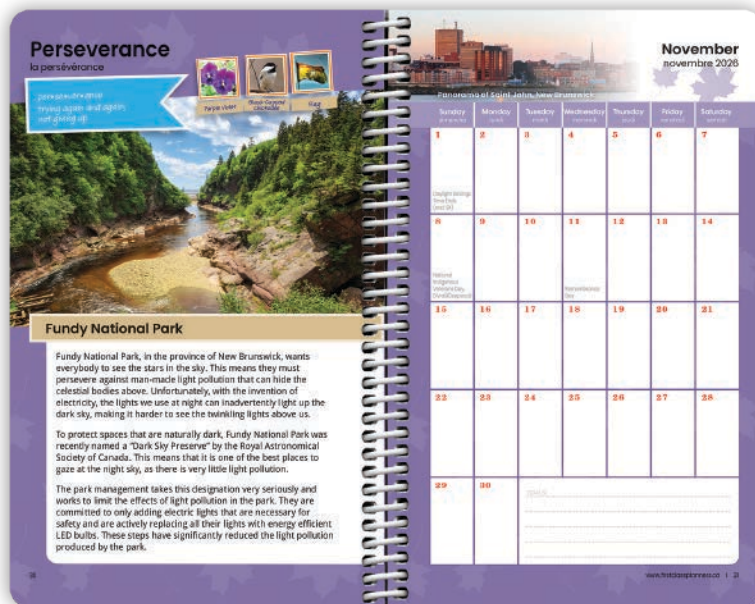 Perseverance
la persévérance
perseverance
trying again and again,
not giving up
Purple Violet
Black-Capped
Chickadee
Flag
Fundy National Park
Fundy National Park, in the province of New Brunswick, wants
everybody to see the stars in the sky. This means they must
persevere against man-made light pollution that can hide the
celestial bodies above. Unfortunately, with the invention of
electricity, the lights we use at night can inadvertently light up the
dark sky, making it harder to see the twinkling lights above us.
To protect spaces that are naturally dark, Fundy National Park was
recently named a "Dark Sky Preserve" by the Royal Astronomical
Society of Canada. This means that it is one of the best places to
gaze at the night sky, as there is very little light pollution.
The park management takes this designation very seriously and
works to limit the effects of light pollution in the park. They are
committed to only adding electric lights that are necessary for
safety and are actively replacing all their lights with energy efficient
LED bulbs. These steps have significantly reduced the light pollution
produced by the park.
November
novembre 2026
Panorama of Saint John, New Brunswick
Sunday Monday Tuesday Wednesday Thursday Friday Saturday
dimanche lundi mardi mercredi jeudi vendredi samedi
1 2 3 4 5 6 7
Daylight Savings
Time Ends
8 9 10 11 12 13 14
National
Indigenous
Veterans Day
Remembrance
Day
15 16 17 18 19 20 21
22 23 24 25 26 27 28
29 30
www.firstclassplanners.ca | 21